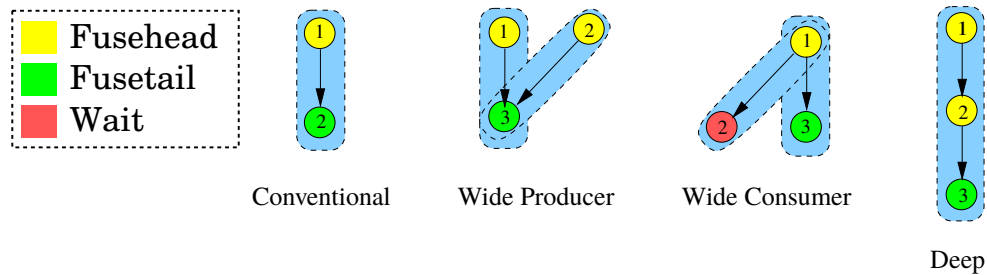 Fusehead
Fusetail
Wait
1
2
Conventional
1 2
3
Wide Producer
1
2 3
Wide Consumer
1
2
3
Deep